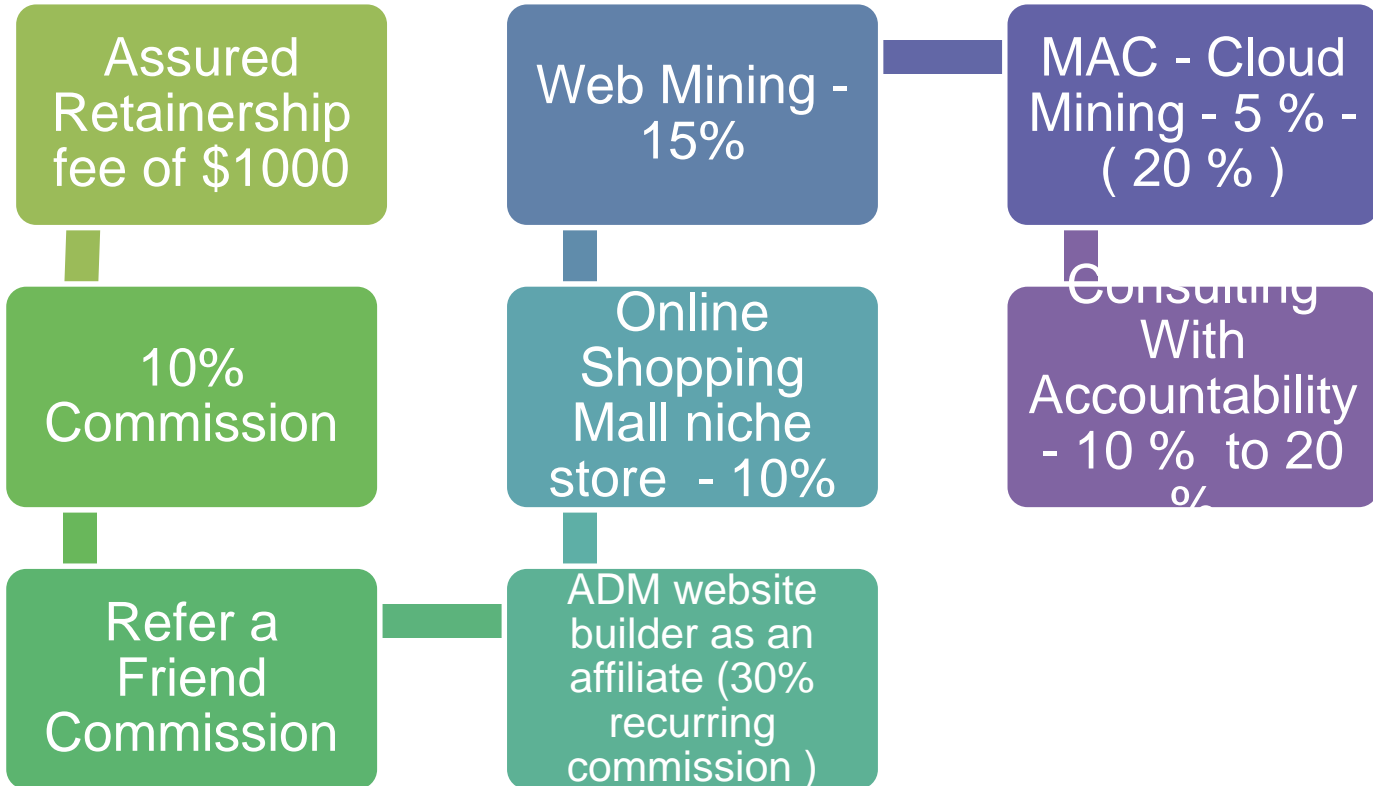 Assured
Retainership
fee of $1000
10%
Commission
Refer a
Friend
Commission
ADM website
builder as an
affiliate (30%
recurring
commission )
Online
Shopping
Mall niche
store - 10%
Web Mining -
15%
MAC - Cloud
Mining - 5 % -
( 20 % )
Consulting
With
Accountability
- 10 % to 20
%